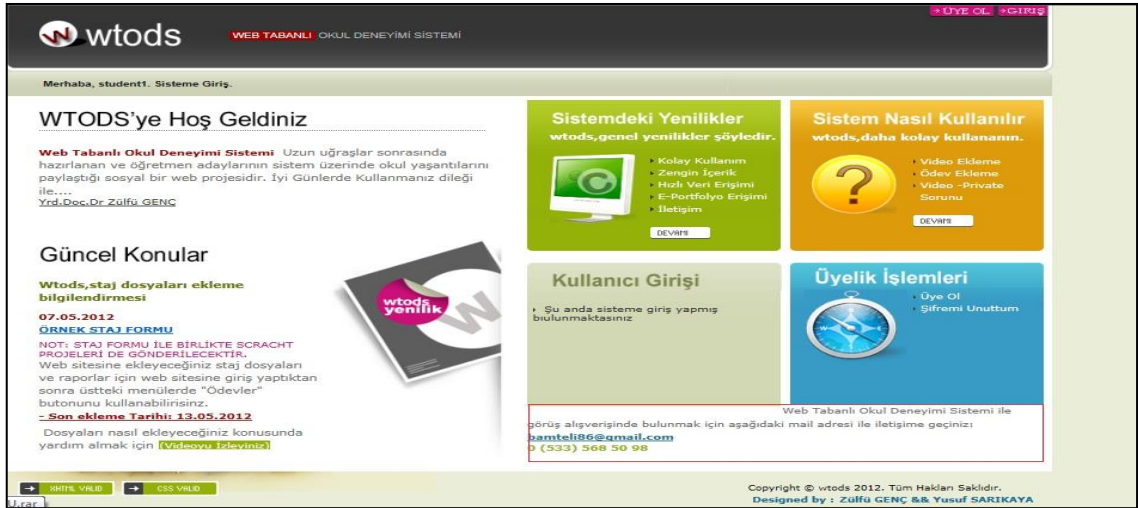 ÜYE OL GIRIŞ
wtods WEB TABANLI OKUL DENEYİMİ SİSTEMİ
Merhaba, student1. Sisteme Giriş.
WTODS'ye Hoş Geldiniz
Web Tabanlı Okul Deneyimi Sistemi Uzun uğraşlar sonrasında
hazırlanan ve öğretmen adaylarının sistem üzerinde okul yaşantılarını
paylaştığı sosyal bir web projesidir. İyi Günlerde Kullanmanız dileği
ile....
Yrd.Doc.Dr Zülfü GENÇ
Güncel Konular
Wtods,staj dosyaları ekleme
bilgilendirmesi
07.05.2012
ÖRNEK STAJ FORMU
NOT: STAJ FORMU İLE BİRLİKTE SCRACHT
PROJELERİ DE GÖNDERİLECEKTİR.
Web sitesine ekleyeceğiniz staj dosyaları
ve raporlar için web sitesine giriş yaptıktan
sonra üstteki menülerde "Ödevler"
butonunu kullanabilirisiniz.
- Son ekleme Tarihi: 13.05.2012
Dosyaları nasıl ekleyeceğiniz konusunda
yardım almak için (Videoyu İzleyiniz)
wtods
yenilik
Sistemdeki Yenilikler
wtods,genel yenilikler şöyledir.
Kolay Kullanım
Zengin İçerik
Hızlı Veri Erişimi
E-Portfolyo Erişimi
İletişim
DEVAMI
Sistem Nasıl Kullanılır
wtods,daha kolay kullananın.
Video Ekleme
Ödev Ekleme
Video -Private
Sorunu
DEVAMI
Kullanıcı Girişi
Şu anda sisteme giriş yapmış
bıulunmaktasınız
Üyelik İşlemleri
Üye Ol
Şifremi Unuttum
Web Tabanlı Okul Deneyimi Sistemi ile
görüş alışverişinde bulunmak için aşağıdaki mail adresi ile iletişime geçinizı
bamteli86@gmail.com
0 (533) 568 50 98
XHTML VALID CSS VALID
Copyright © wtods 2012. Tüm Hakları Saklıdır.
Designed by : Zülfü GENÇ && Yusuf SARIKAYA
U.rar